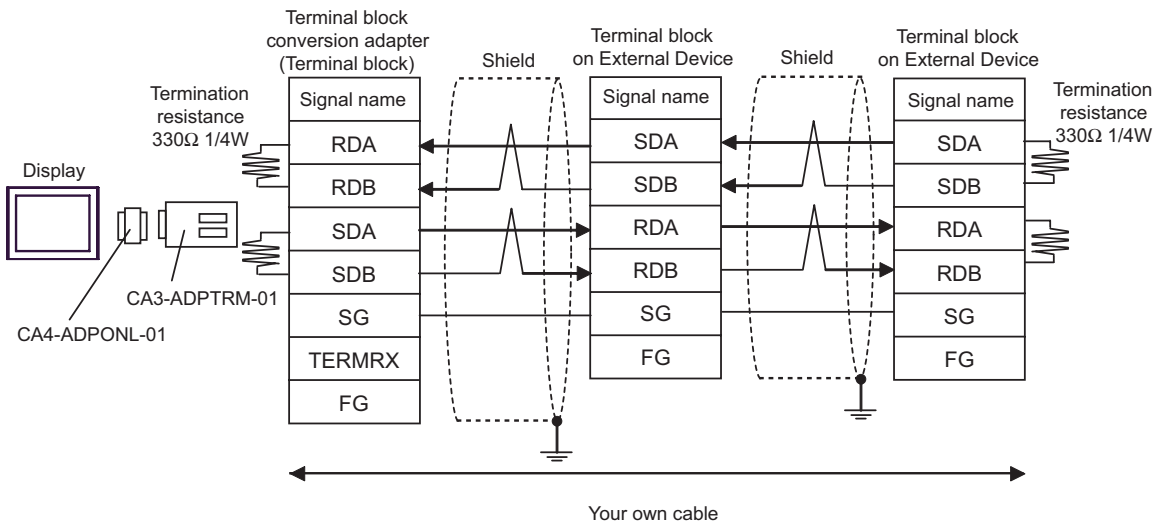 Terminal block
conversion adapter
(Terminal block)
Shield
Terminal block
on External Device
Shield
Terminal block
on External Device
Termination
resistance
330Ω 1/4W
Display
CA4-ADPONL-01
CA3-ADPTRM-01
Signal name
RDA
RDB
SDA
SDB
SG
TERMRX
FG
Signal name
SDA
SDB
RDA
RDB
SG
FG
Signal name
SDA
SDB
RDA
RDB
SG
FG
Termination
resistance
330Ω 1/4W
Your own cable